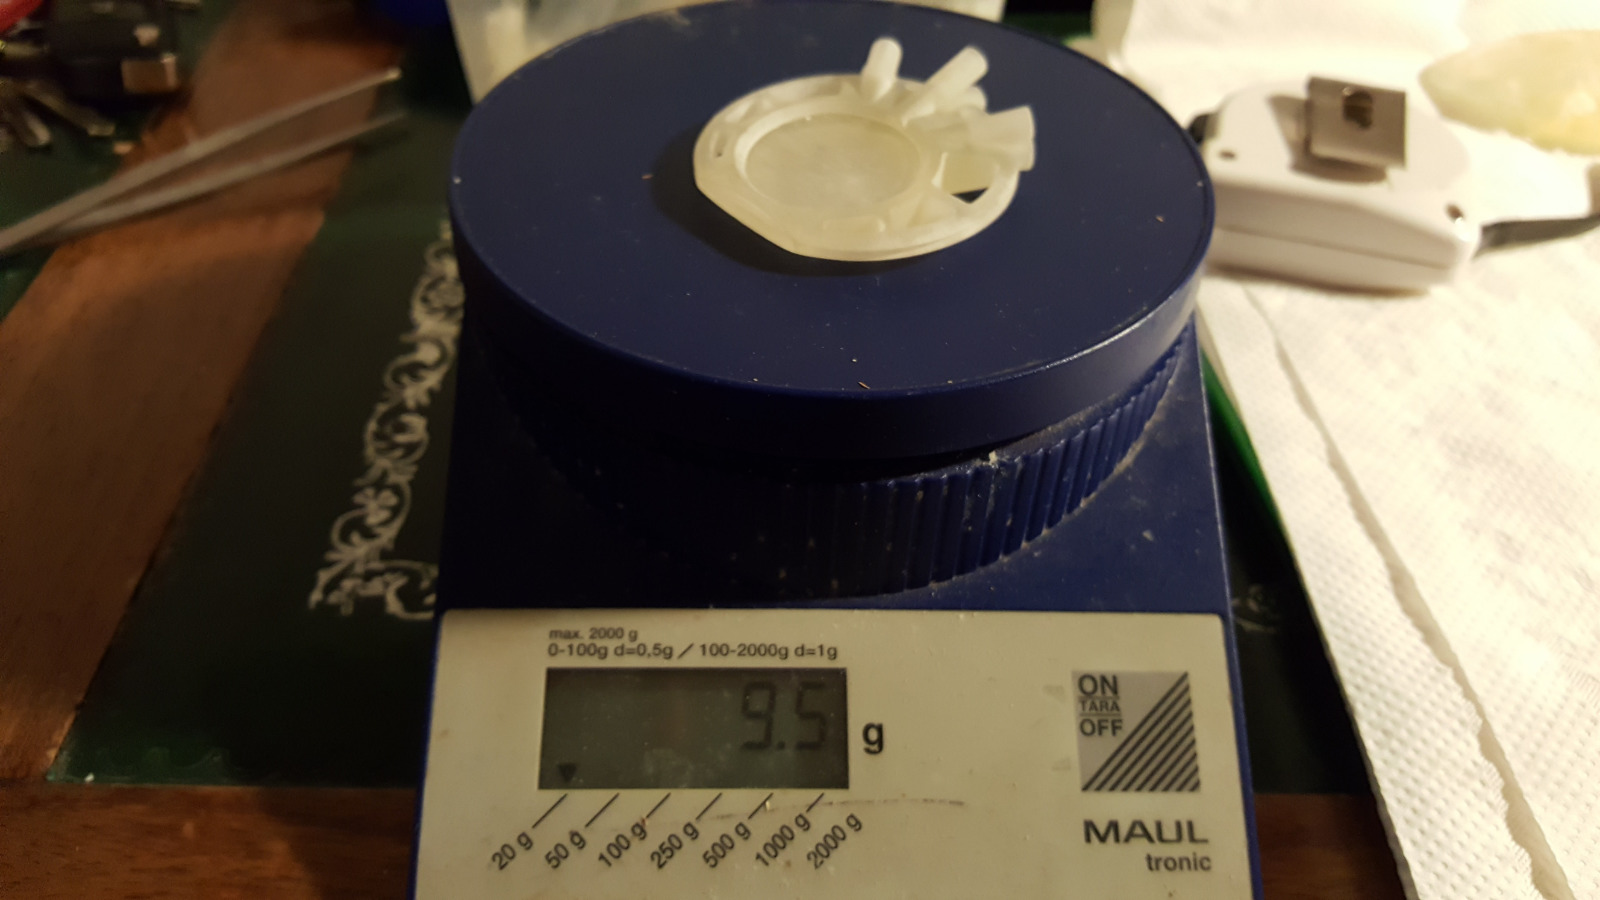 max. 2000 g
0-100g d=0,5g / 100-2000g d=1g
9.5 g
20 g
50 g
100 g
250 g
500 g
1000 g
2000 g
ON
TARA
OFF
MAUL
tronic